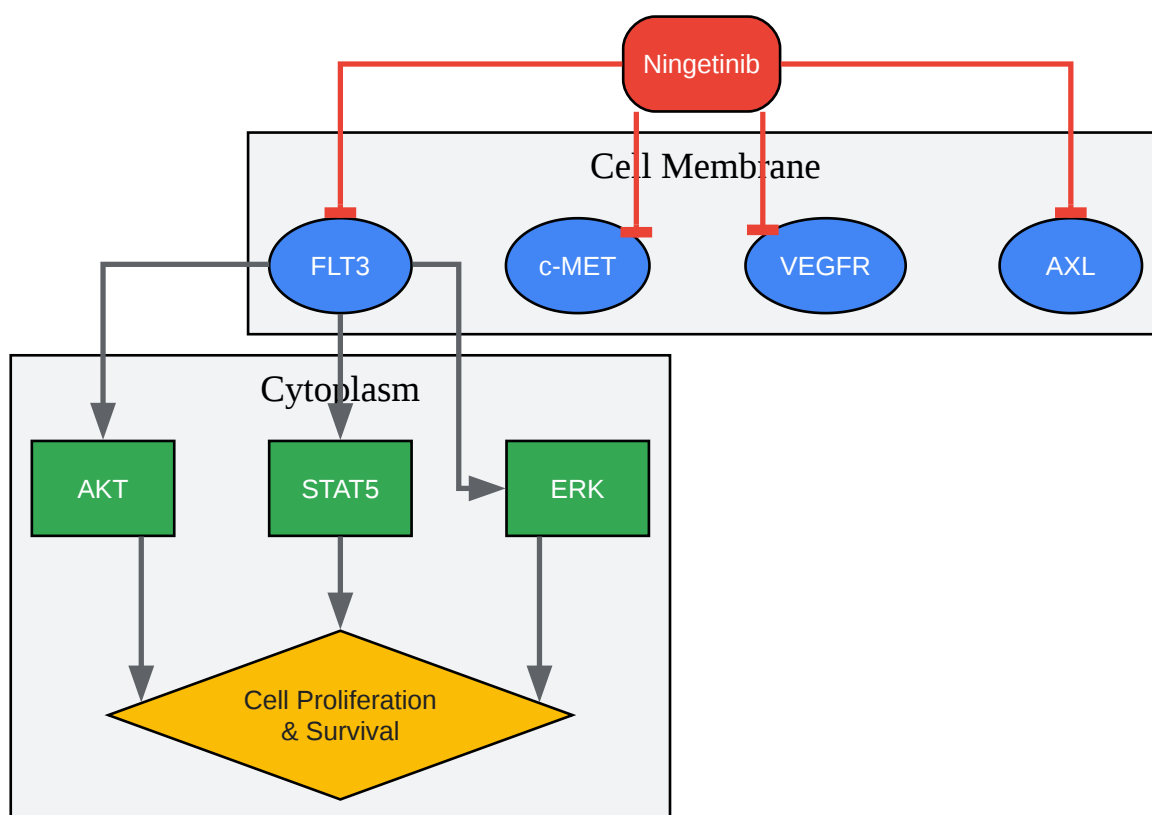 Ningetinib
Cell Membrane
FLT3
c-MET
VEGFR
AXL
Cytoplasm
AKT
STAT5
ERK
Cell Proliferation
& Survival